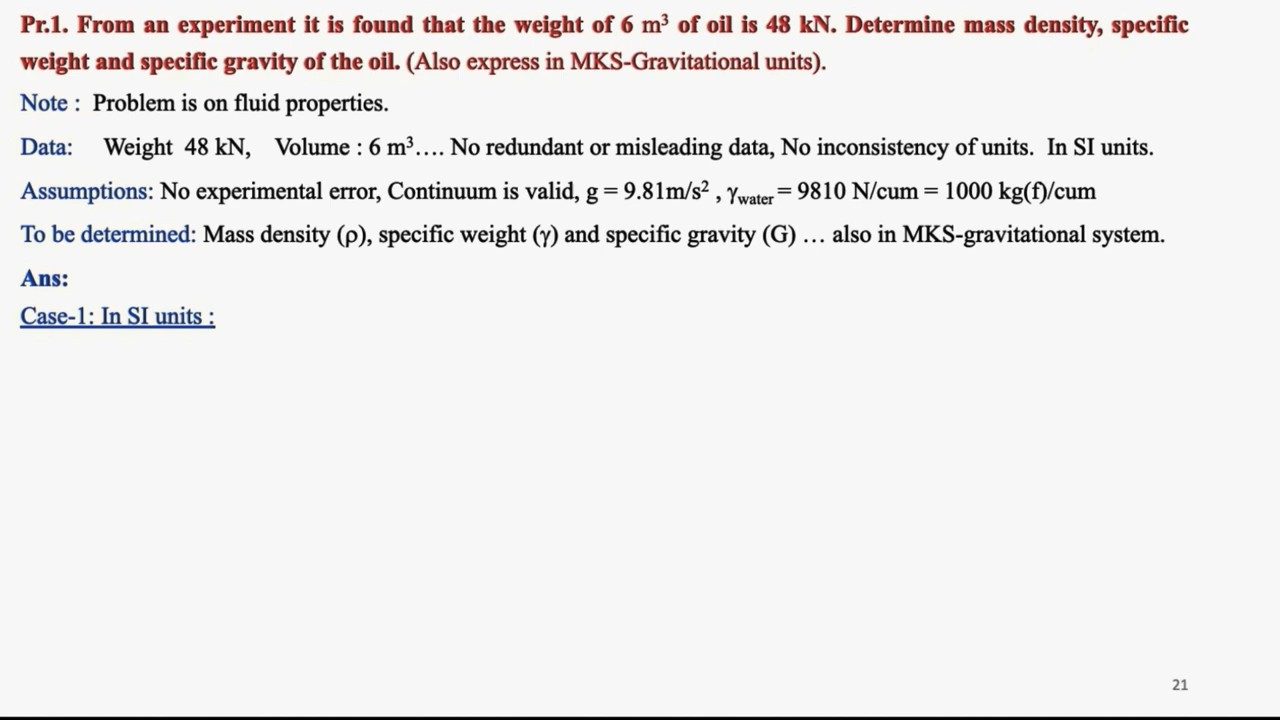 Pr.1. From an experiment it is found that the weight of 6 m³ of oil is 48 kN. Determine mass density, specific
weight and specific gravity of the oil. (Also express in MKS-Gravitational units).
Note : Problem is on fluid properties.
Data: Weight 48 kN, Volume : 6 m³…. No redundant or misleading data, No inconsistency of units. In SI units.
Assumptions: No experimental error, Continuum is valid, g = 9.81m/s² , γwater = 9810 N/cum = 1000 kg(f)/cum
To be determined: Mass density (ρ), specific weight (γ) and specific gravity (G) … also in MKS-gravitational system.
Ans:
Case-1: In SI units :
21